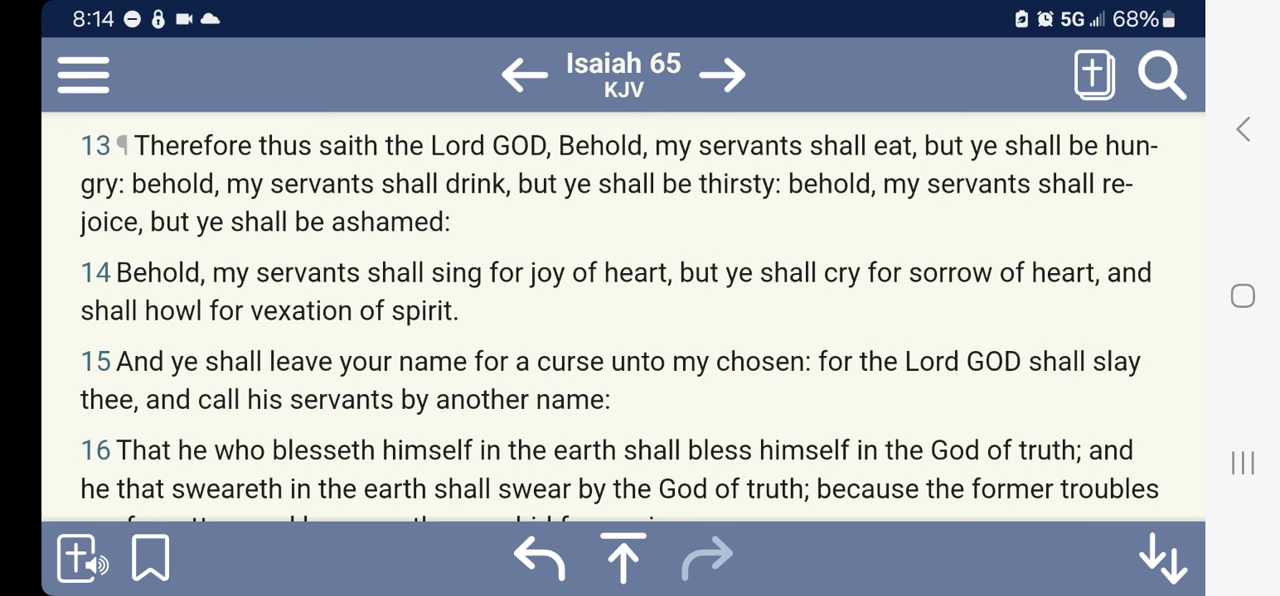 8:14
5G 68%
Isaiah 65
KJV
13 ¶ Therefore thus saith the Lord GOD, Behold, my servants shall eat, but ye shall be hun-
gry: behold, my servants shall drink, but ye shall be thirsty: behold, my servants shall re-
joice, but ye shall be ashamed:
14 Behold, my servants shall sing for joy of heart, but ye shall cry for sorrow of heart, and
shall howl for vexation of spirit.
15 And ye shall leave your name for a curse unto my chosen: for the Lord GOD shall slay
thee, and call his servants by another name:
16 That he who blesseth himself in the earth shall bless himself in the God of truth; and
he that sweareth in the earth shall swear by the God of truth; because the former troubles